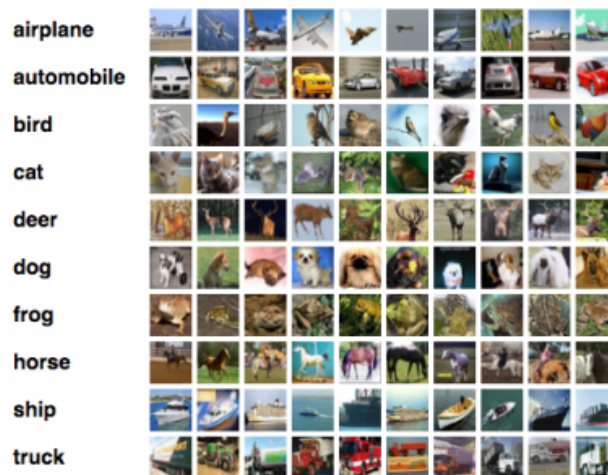 airplane
automobile
bird
cat
deer
dog
frog
horse
ship
truck